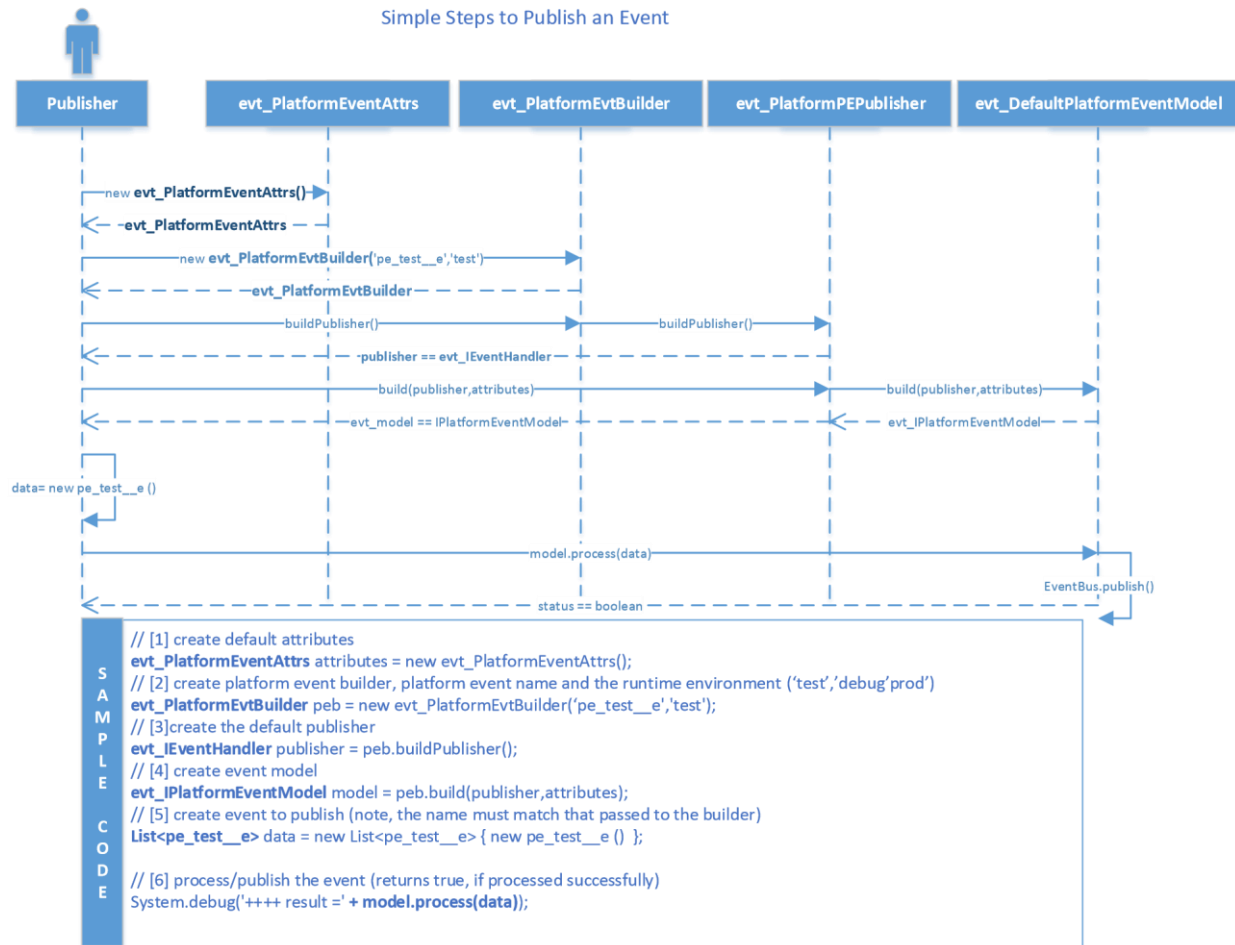 Simple Steps to Publish an Event
Publisher
evt_PlatformEventAttrs
evt_PlatformEvtBuilder
evt_PlatformPEPublisher
evt_DefaultPlatformEventModel
new evt_PlatformEventAttrs()
evt_PlatformEventAttrs
new evt_PlatformEvtBuilder('pe_test__e','test')
evt_PlatformEvtBuilder
buildPublisher()
buildPublisher()
publisher == evt_IEventHandler
build(publisher,attributes)
build(publisher,attributes)
evt_model == IPlatformEventModel
evt_IPlatformEventModel
data= new pe_test__e ()
model.process(data)
EventBus.publish()
status == boolean
SAMPLE CODE
// [1] create default attributes
evt_PlatformEventAttrs attributes = new evt_PlatformEventAttrs();
// [2] create platform event builder, platform event name and the runtime environment (‘test’,’debug’prod’)
evt_PlatformEvtBuilder peb = new evt_PlatformEvtBuilder(‘pe_test__e','test');
// [3]create the default publisher
evt_IEventHandler publisher = peb.buildPublisher();
// [4] create event model
evt_IPlatformEventModel model = peb.build(publisher,attributes);
// [5] create event to publish (note, the name must match that passed to the builder)
List<pe_test__e> data = new List<pe_test__e> { new pe_test__e ()  };
// [6] process/publish the event (returns true, if processed successfully)
System.debug('++++ result =' + model.process(data));